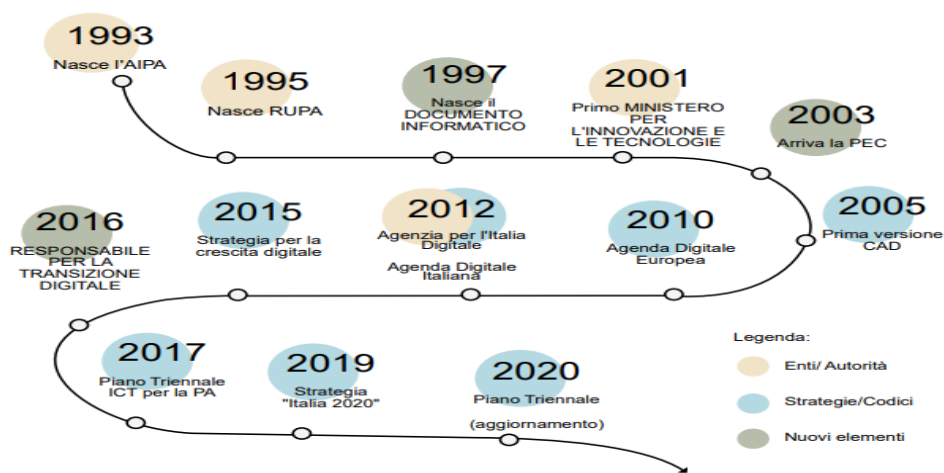 1993
Nasce l'AIPA
1995
Nasce RUPA
1997
Nasce il
DOCUMENTO
INFORMATICO
2001
Primo MINISTERO
PER
L'INNOVAZIONE E
LE TECNOLOGIE
2003
Arriva la PEC
2005
Prima versione
CAD
2010
Agenda Digitale
Europea
2012
Agenzia per l'Italia
Digitale
Agenda Digitale
Italiana
2015
Strategia per la
crescita digitale
2016
RESPONSABILE
PER LA
TRANSIZIONE
DIGITALE
2017
Piano Triennale
ICT per la PA
2019
Strategia
"Italia 2020"
2020
Piano Triennale
(aggiornamento)
Legenda:
Enti/ Autorità
Strategie/Codici
Nuovi elementi